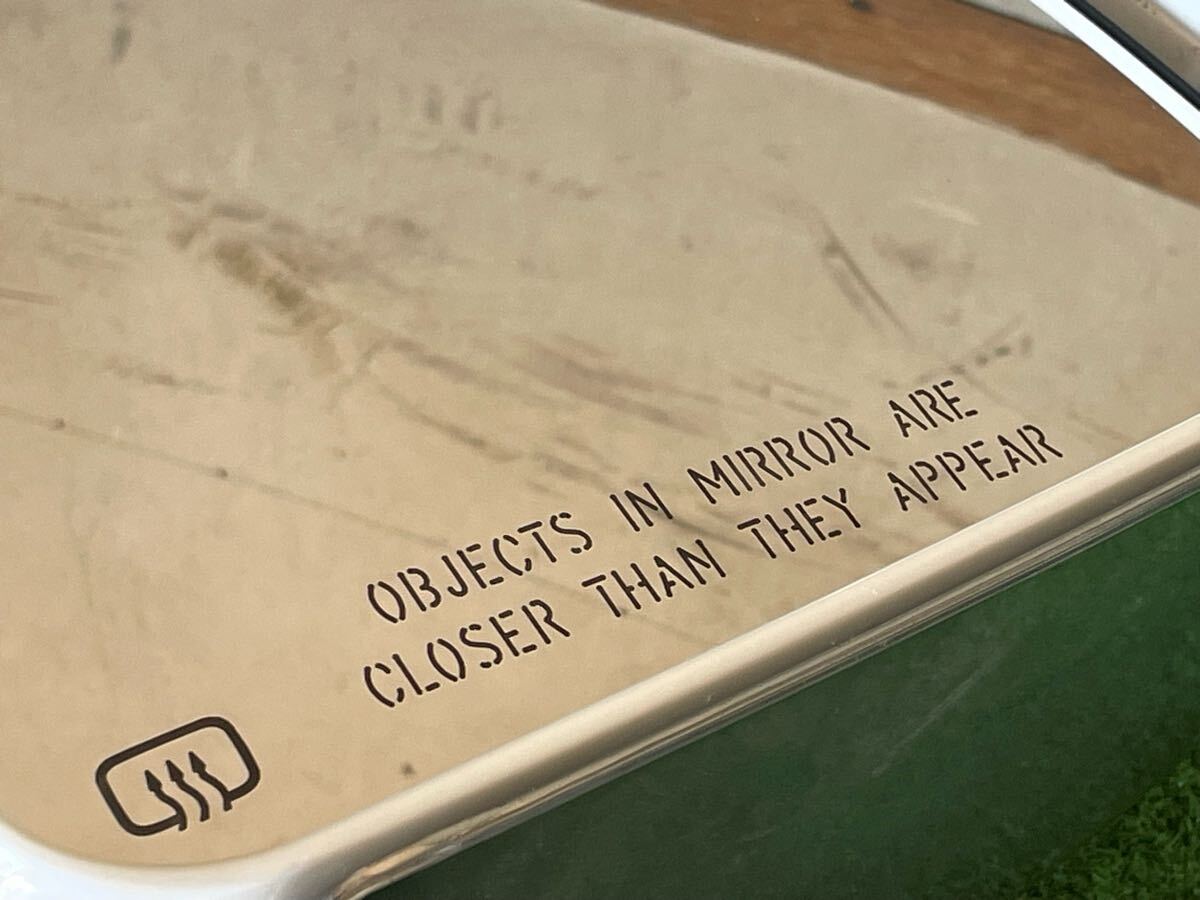 OBJECTS IN MIRROR ARE
CLOSER THAN THEY APPEAR